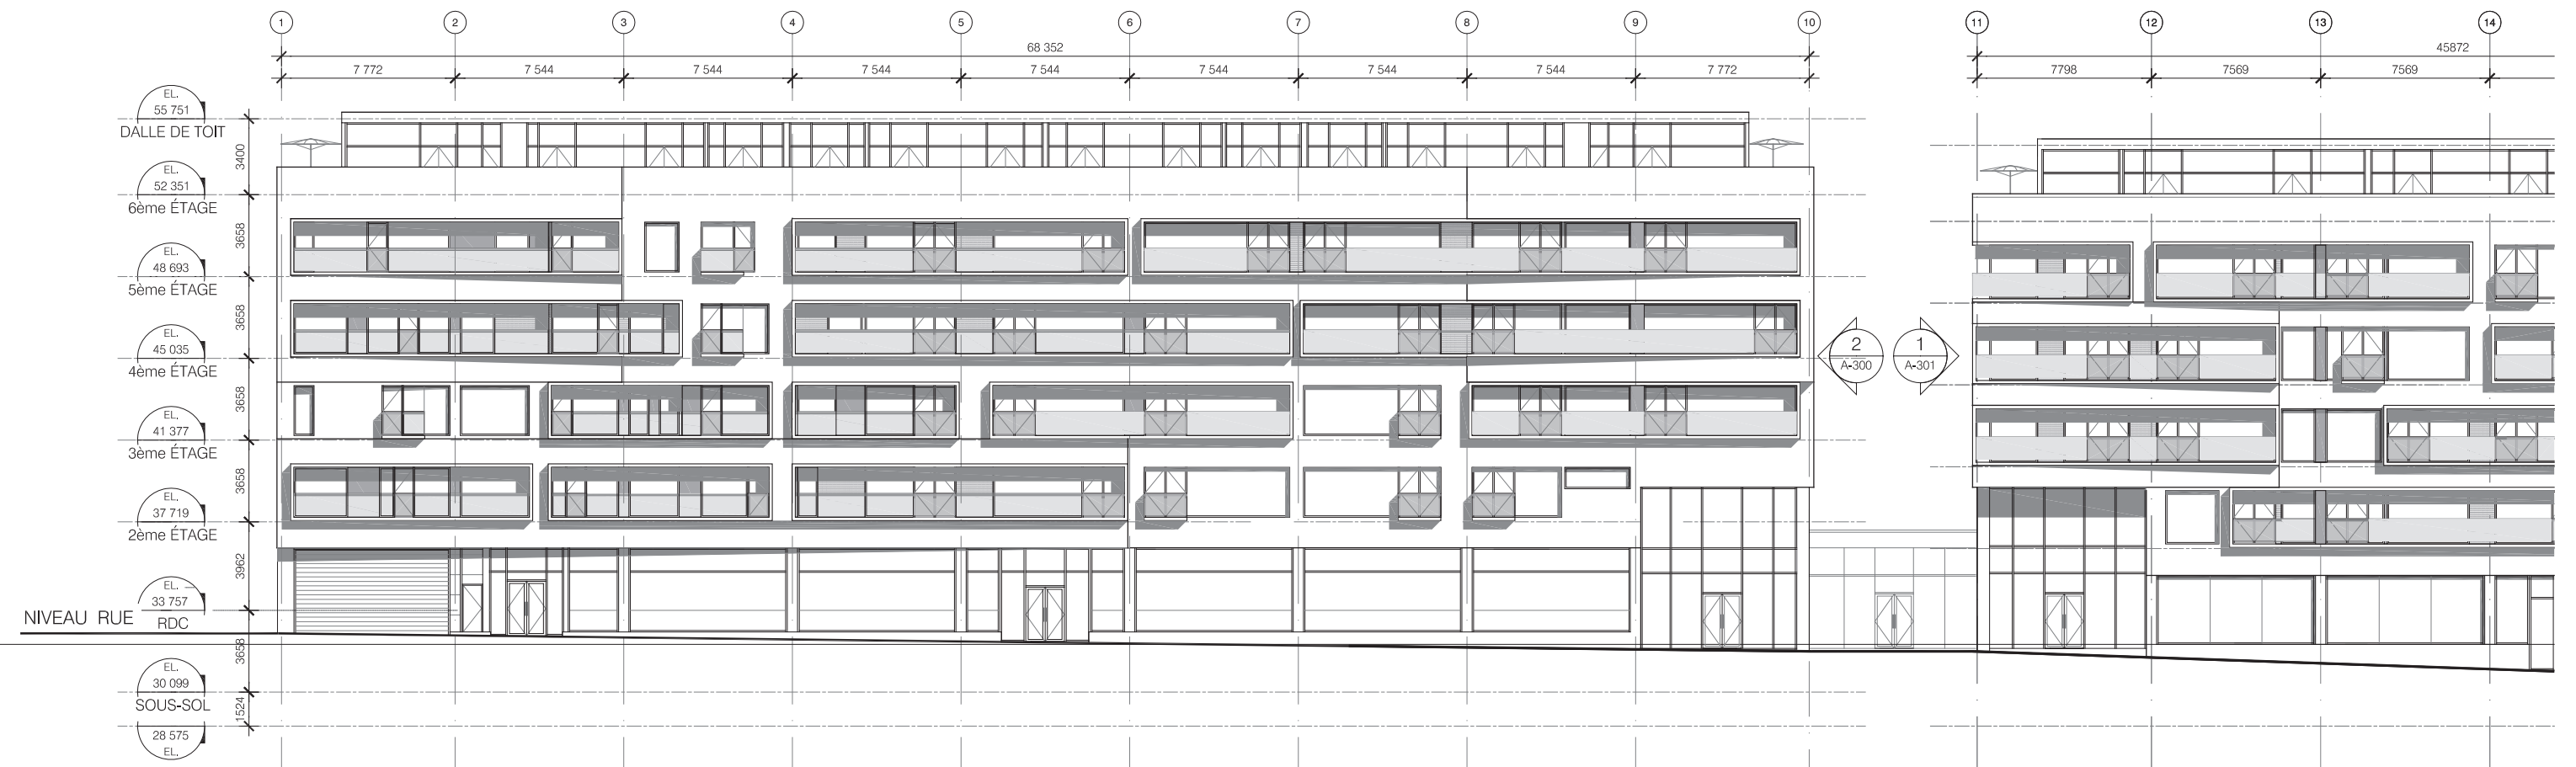 1 2 3 4 5 6 7 8 9 10 11 12 13 14
68 352 45872
7 772 7 544 7 544 7 544 7 544 7 544 7 544 7 544 7 772 7798 7569 7569
EL.
55 751
DALLE DE TOIT
3400
EL.
52 351
6ème ÉTAGE
3658
EL.
48 693
5ème ÉTAGE
3658
EL.
45 035
4ème ÉTAGE
2
A-300
1
A-301
3658
EL.
41 377
3ème ÉTAGE
3658
EL.
37 719
2ème ÉTAGE
3962
EL.
33 757
NIVEAU RUE
RDC
3658
EL.
30 099
SOUS-SOL
1524
28 575
EL.